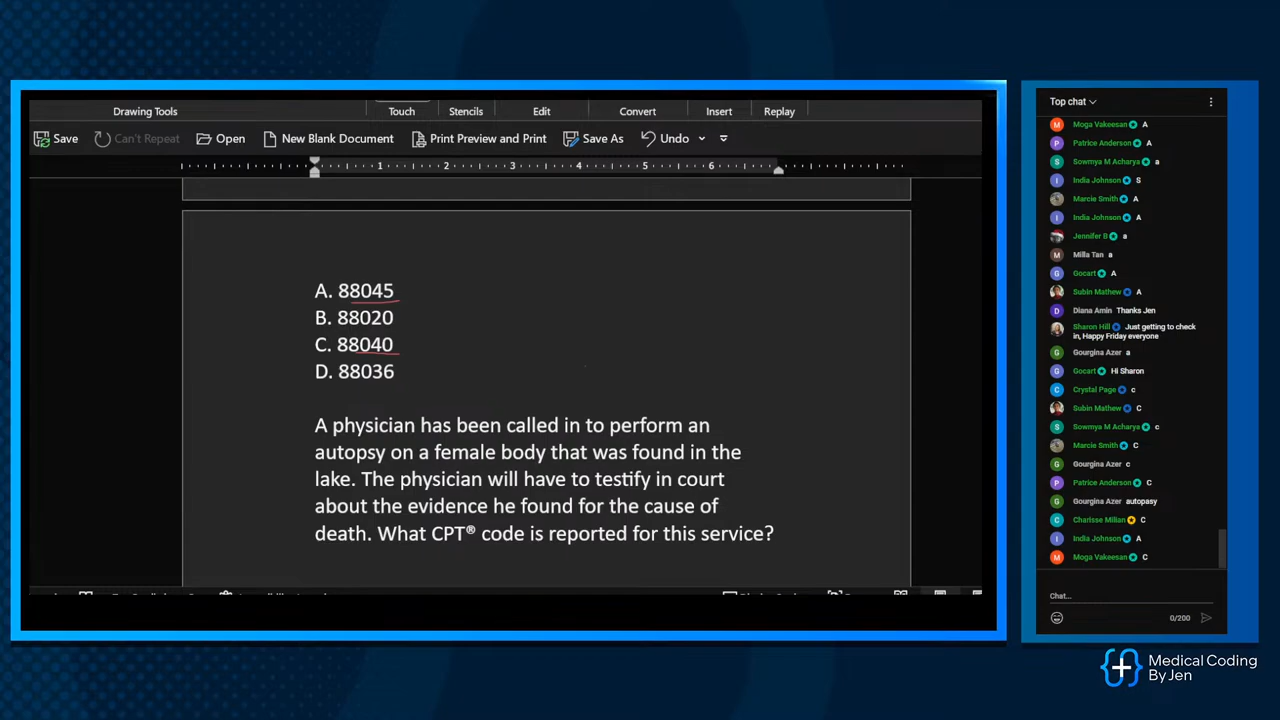 Drawing Tools
Touch
Stencils
Edit
Convert
Insert
Replay
Save
Can't Repeat
Open
New Blank Document
Print Preview and Print
Save As
Undo
1 2 3 4 5 6
A. 88045
B. 88020
C. 88040
D. 88036
A physician has been called in to perform an
autopsy on a female body that was found in the
lake. The physician will have to testify in court
about the evidence he found for the cause of
death. What CPT® code is reported for this service?
Top chat
Moga Vakeesan A
Patrice Anderson A
Sowmya M Acharya a
India Johnson S
Marcie Smith A
India Johnson A
Jennifer B a
Milla Tan a
Gocart A
Subin Mathew A
Diana Amin Thanks Jen
Sharon Hill Just getting to check
in, Happy Friday everyone
Gourgina Azer a
Gocart Hi Sharon
Crystal Page c
Subin Mathew C
Sowmya M Acharya c
Marcie Smith C
Gourgina Azer c
Patrice Anderson C
Gourgina Azer autopasy
Charisse Milian C
India Johnson A
Moga Vakeesan C
Chat...
0/200
Medical Coding
By Jen